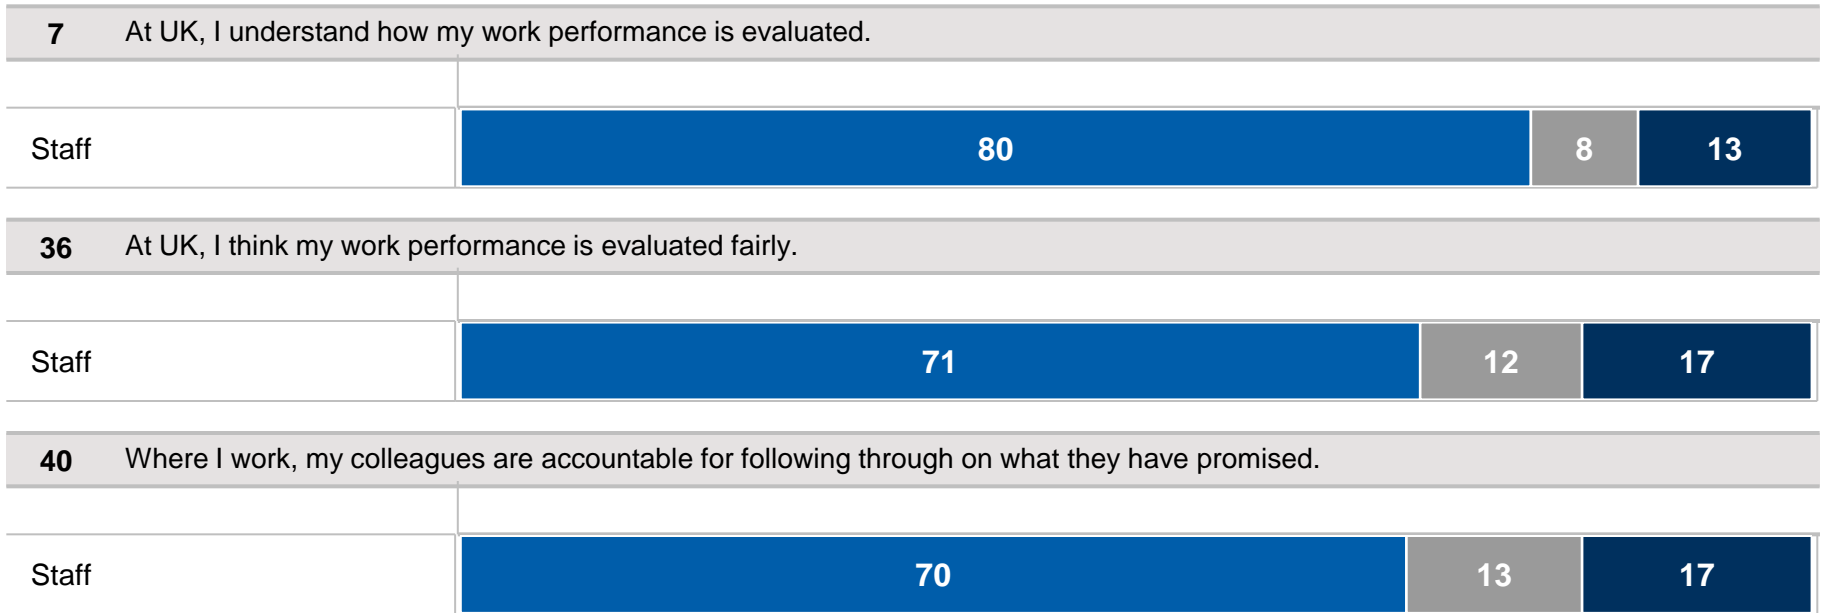 7 At UK, I understand how my work performance is evaluated.
Staff 80 8 13
36 At UK, I think my work performance is evaluated fairly.
Staff 71 12 17
40 Where I work, my colleagues are accountable for following through on what they have promised.
Staff 70 13 17